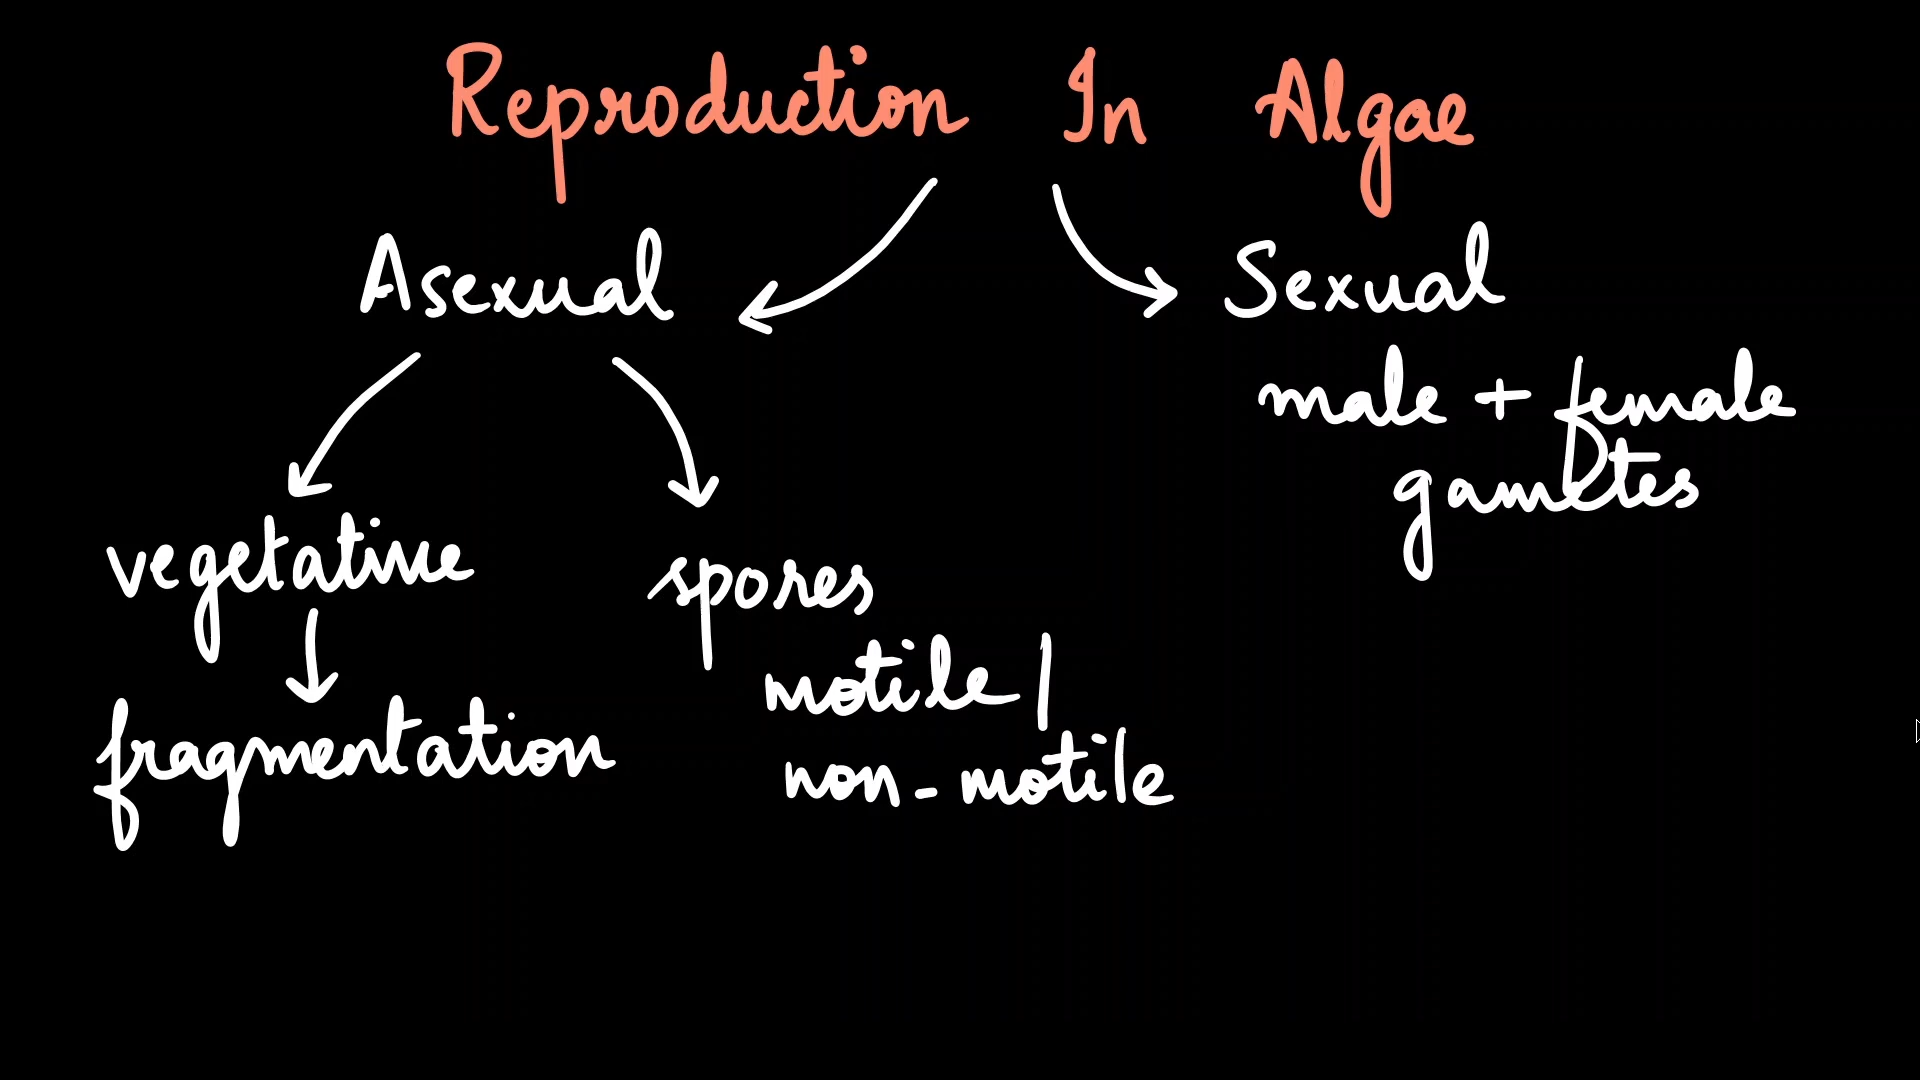 Reproduction In Algae
Asexual
Sexual
male + female
gametes
vegetative
spores
motile /
non-motile
fragmentation